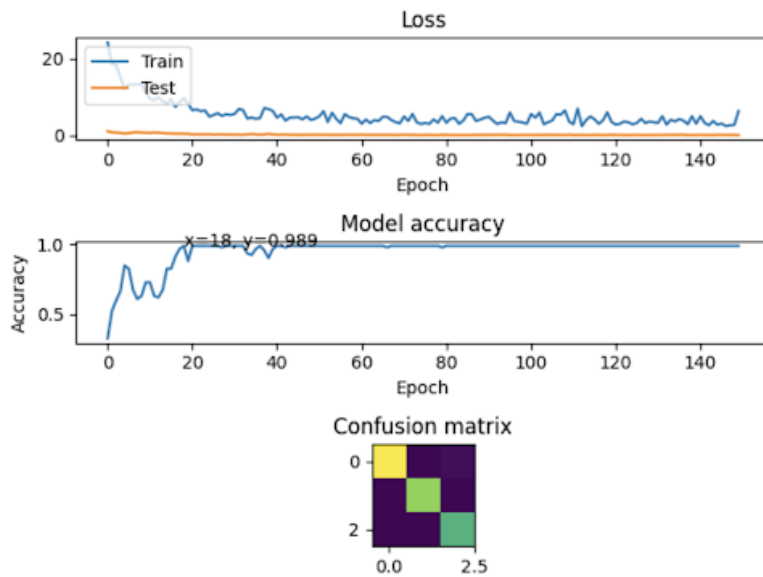 Loss
20
0
Train
Test
0 20 40 60 80 100 120 140
Epoch
Model accuracy
x=18, y=0.989
1.0
0.5
Accuracy
0 20 40 60 80 100 120 140
Epoch
Confusion matrix
0
2
0.0 2.5